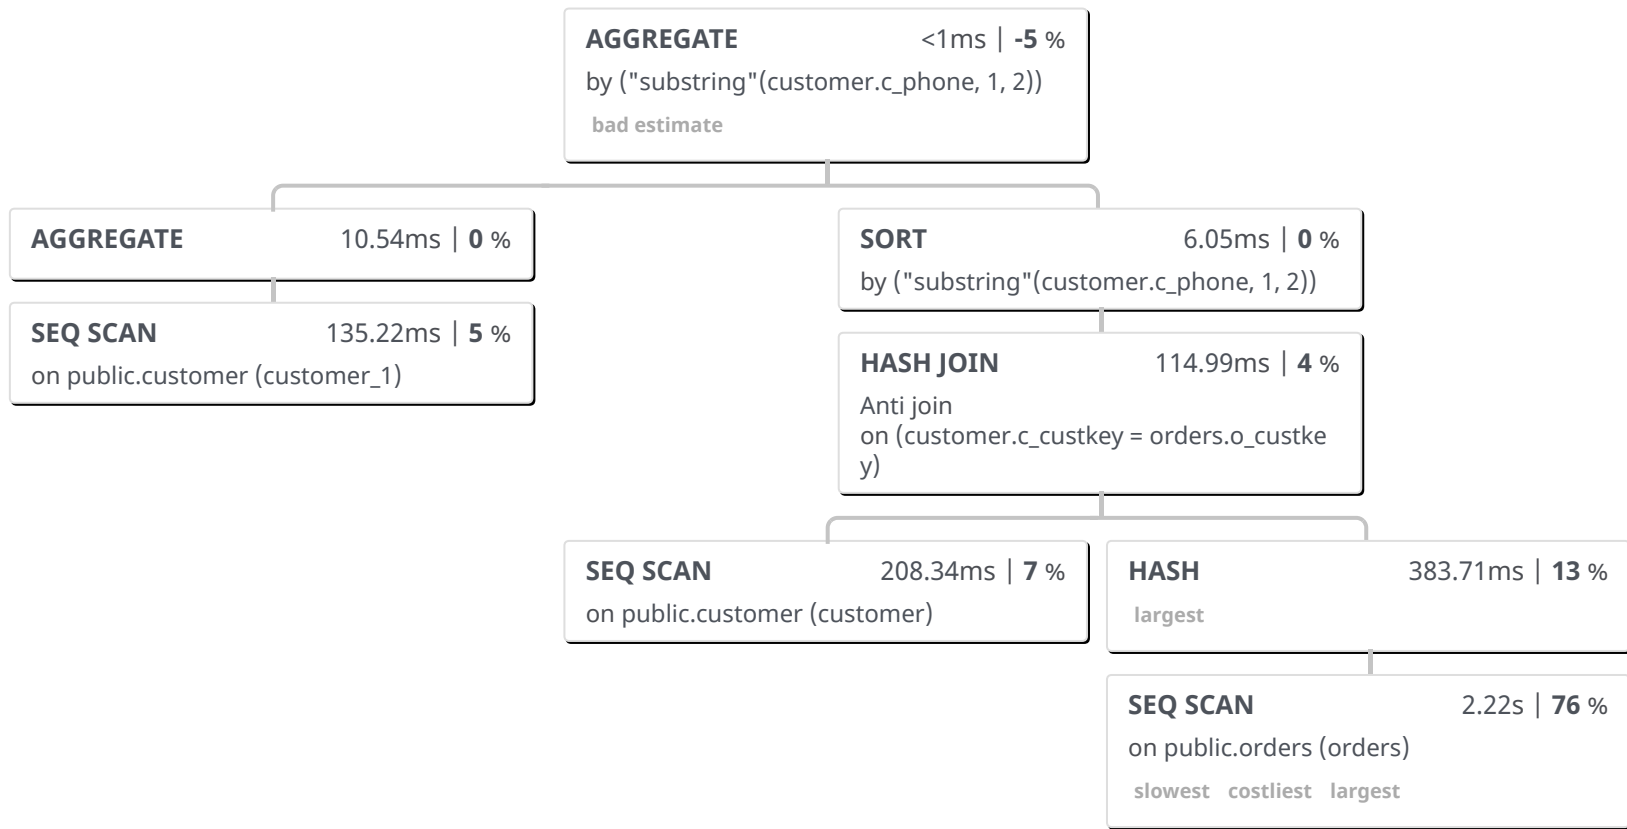 AGGREGATE <1ms | -5 %
by ("substring"(customer.c_phone, 1, 2))
bad estimate
AGGREGATE 10.54ms | 0 %
SEQ SCAN 135.22ms | 5 %
on public.customer (customer_1)
SORT 6.05ms | 0 %
by ("substring"(customer.c_phone, 1, 2))
HASH JOIN 114.99ms | 4 %
Anti join
on (customer.c_custkey = orders.o_custke
y)
SEQ SCAN 208.34ms | 7 %
on public.customer (customer)
HASH 383.71ms | 13 %
largest
SEQ SCAN 2.22s | 76 %
on public.orders (orders)
slowest costliest largest